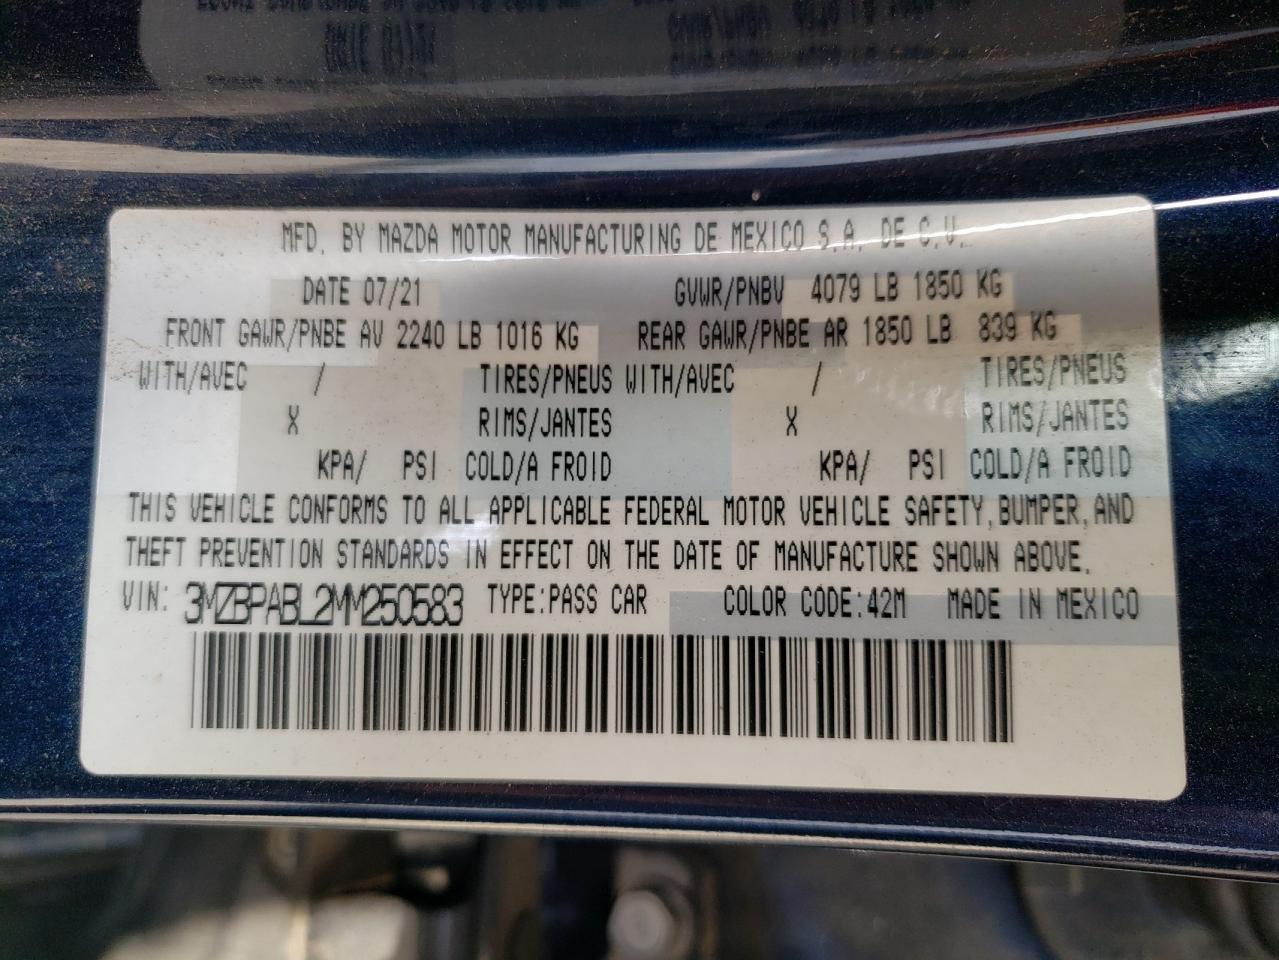 MFD. BY MAZDA MOTOR MANUFACTURING DE MEXICO S.A. DE C.V.
DATE 07/21 GVWR/PNBV 4079 LB 1850 KG
FRONT GAWR/PNBE AV 2240 LB 1016 KG REAR GAWR/PNBE AR 1850 LB 839 KG
WITH/AVEC / TIRES/PNEUS WITH/AVEC / TIRES/PNEUS
X RIMS/JANTES X RIMS/JANTES
KPA/ PSI COLD/A FROID KPA/ PSI COLD/A FROID
THIS VEHICLE CONFORMS TO ALL APPLICABLE FEDERAL MOTOR VEHICLE SAFETY, BUMPER, AND
THEFT PREVENTION STANDARDS IN EFFECT ON THE DATE OF MANUFACTURE SHOWN ABOVE.
VIN: 3MZBPABL2MM250583 TYPE:PASS CAR COLOR CODE:42M MADE IN MEXICO